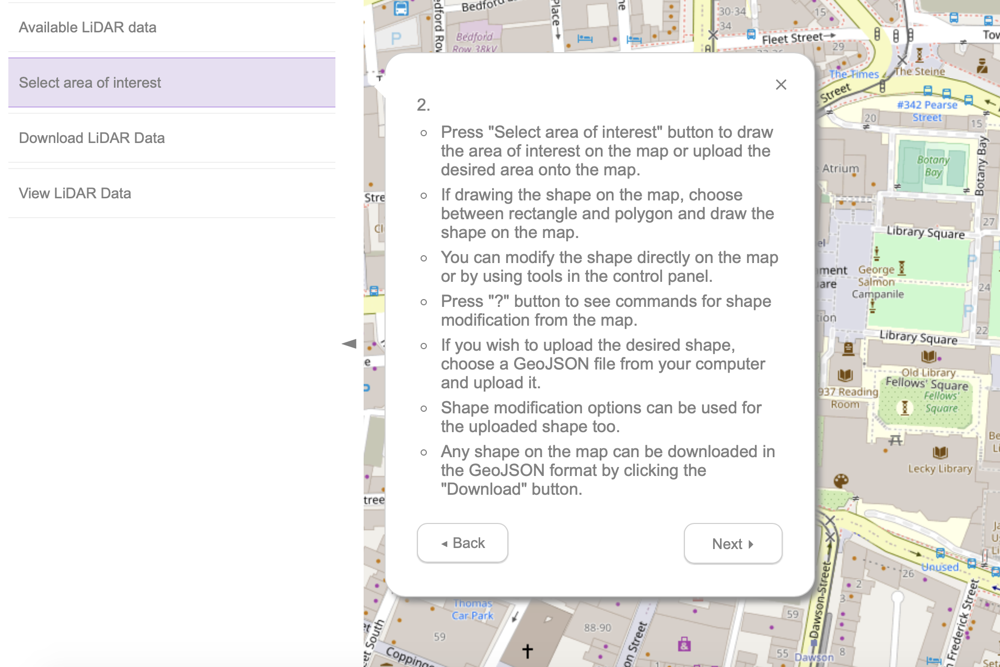 Available LiDAR data
Select area of interest
Download LiDAR Data
View LiDAR Data
2.
Press "Select area of interest" button to draw
the area of interest on the map or upload the
desired area onto the map.
If drawing the shape on the map, choose
between rectangle and polygon and draw the
shape on the map.
You can modify the shape directly on the map
or by using tools in the control panel.
Press "?" button to see commands for shape
modification from the map.
If you wish to upload the desired shape,
choose a GeoJSON file from your computer
and upload it.
Shape modification options can be used for
the uploaded shape too.
Any shape on the map can be downloaded in
the GeoJSON format by clicking the
"Download" button.
Back
Next
Bedford
Place
Bedford
Row 38kV
P
30-34
34
15
1
Fleet Street
29
The Times
The Steine
Street
#342 Pearse
Street
20
15
Botany
Bay
Botany Bay
Atrium
27
Library Square
P
George
Salmon
Campanile
24
P
22
Library Square
Old Library
Fellows' Square
Fellows'
Square
937 Reading
Room
Lecky Library
Unused
26
2
3
Dawson Street
Frederick Street
59
55
Dawson
8
Thomas
Car Park
59
88-90
South
Street